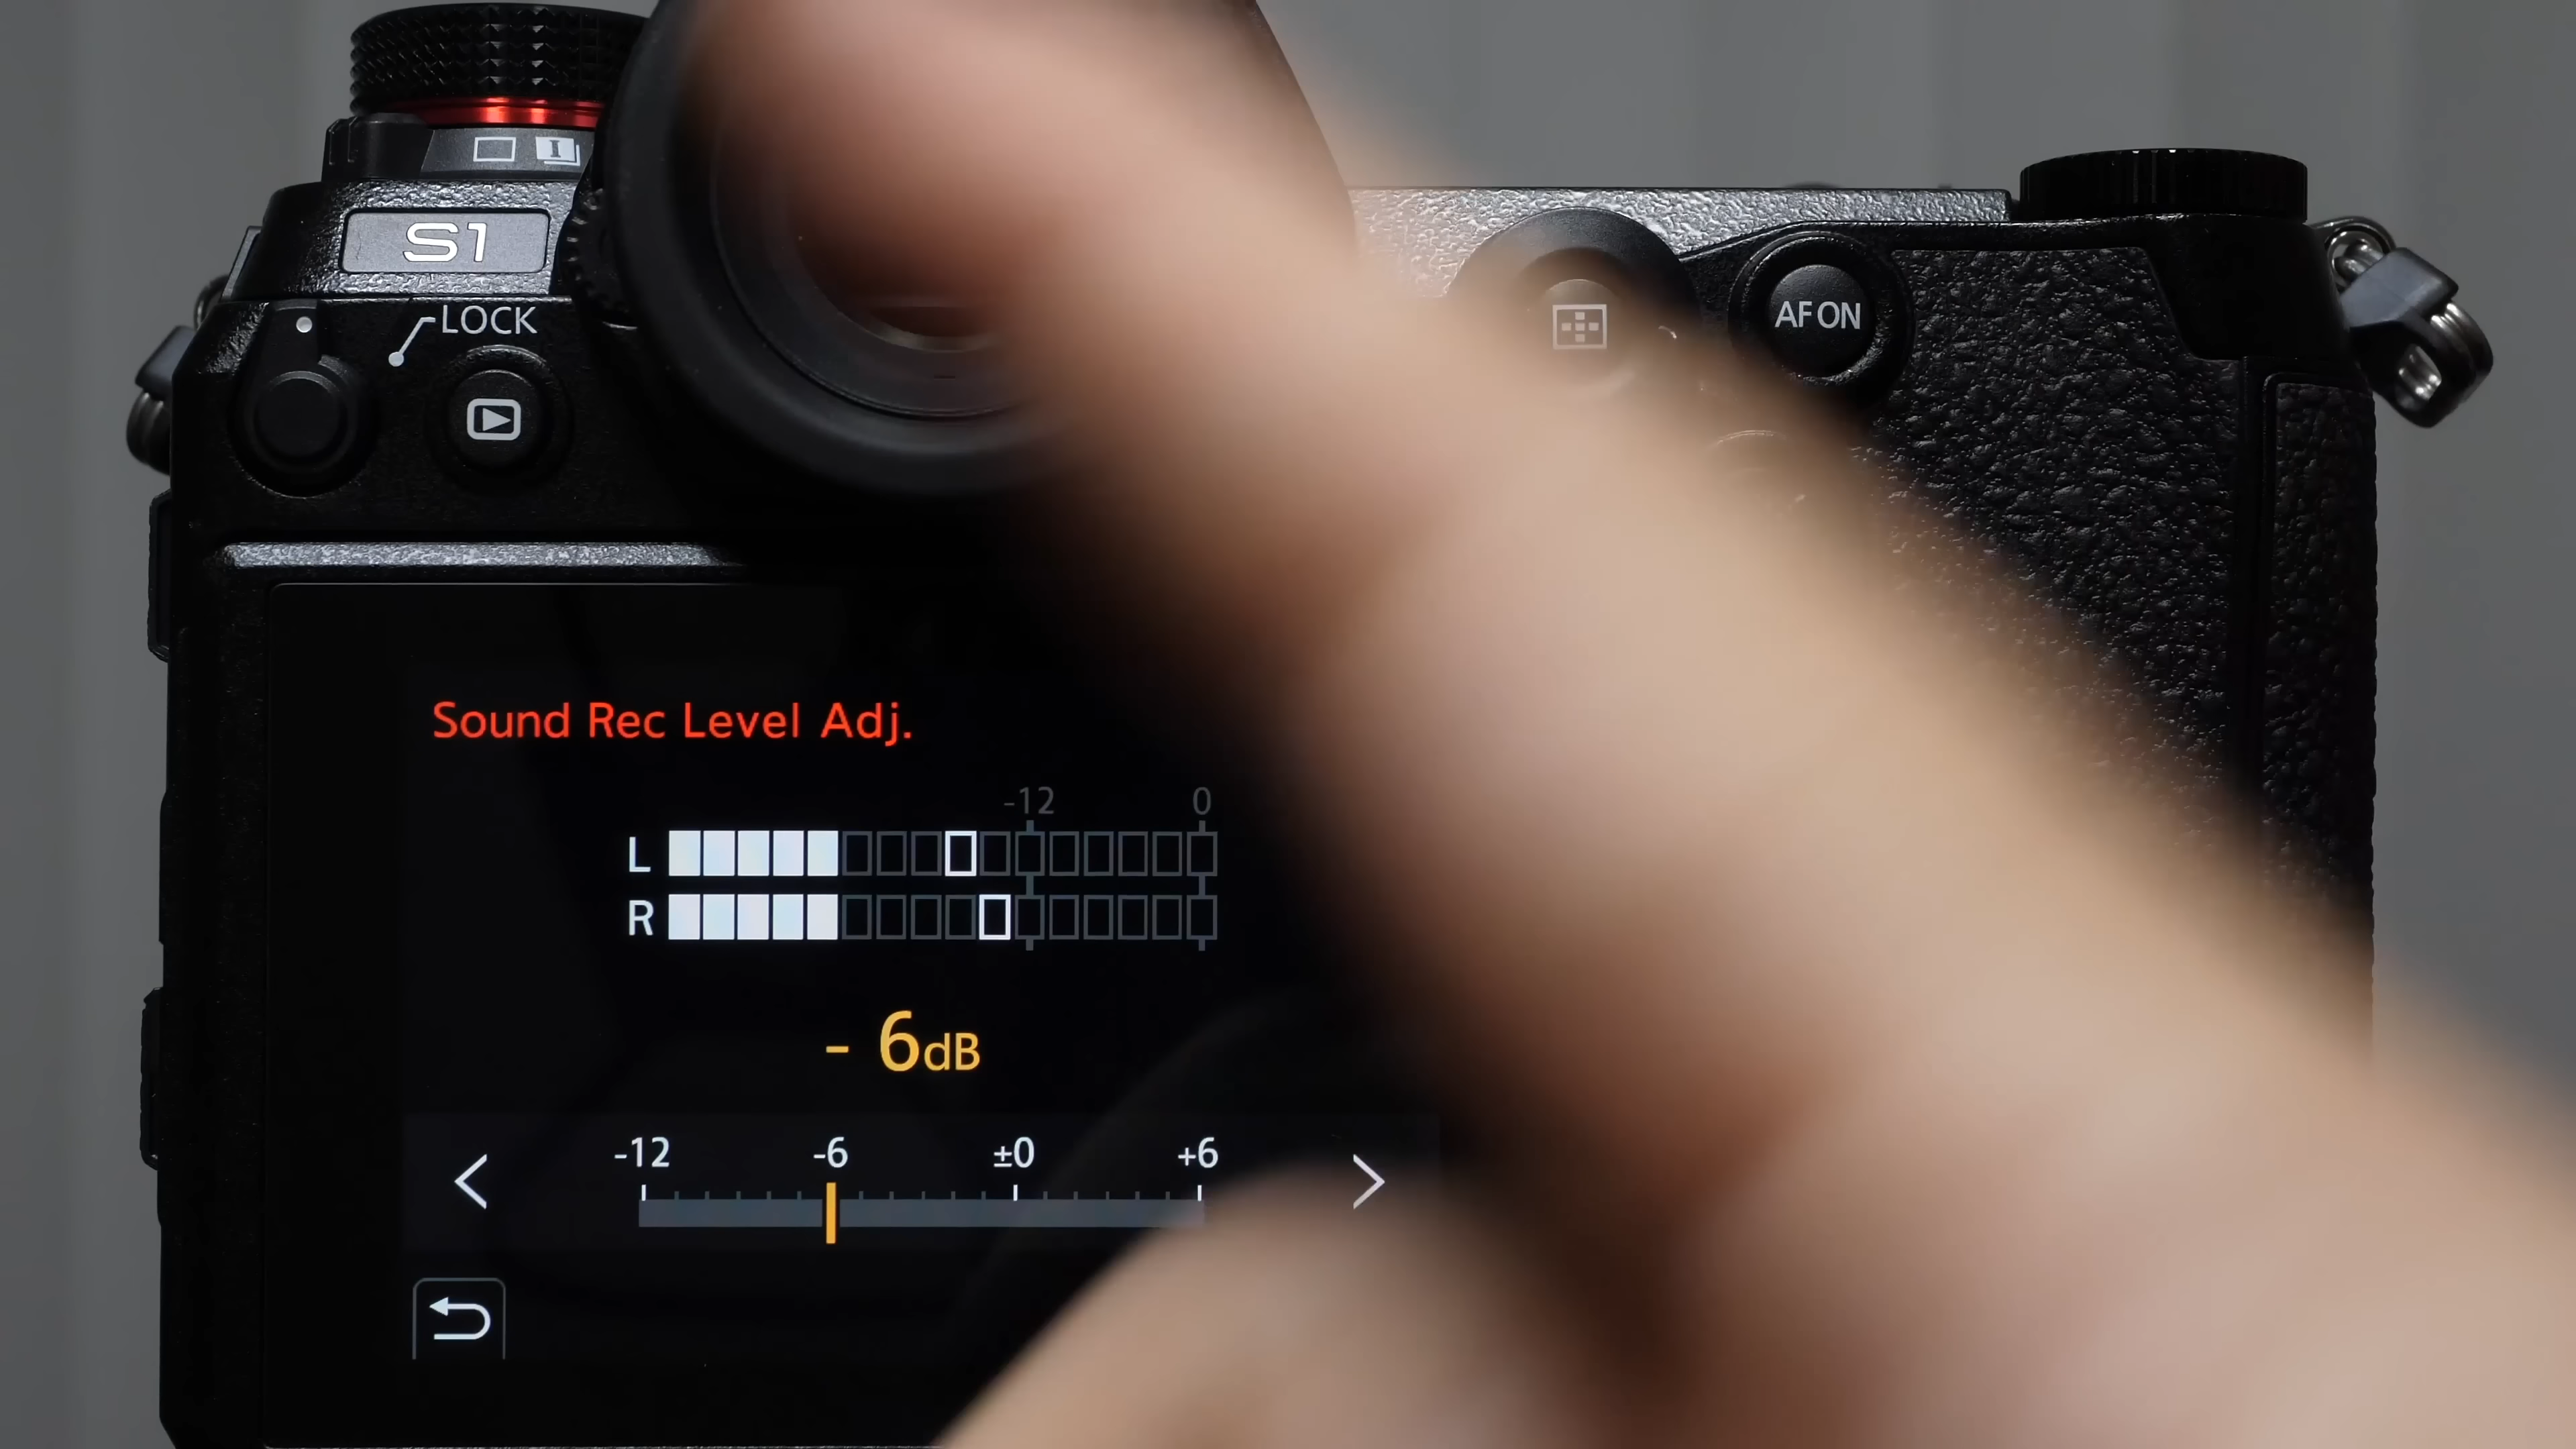 I
S1
LOCK
AF ON
Sound Rec Level Adj.
-12 0
L
R
- 6dB
-12 -6 ±0 +6